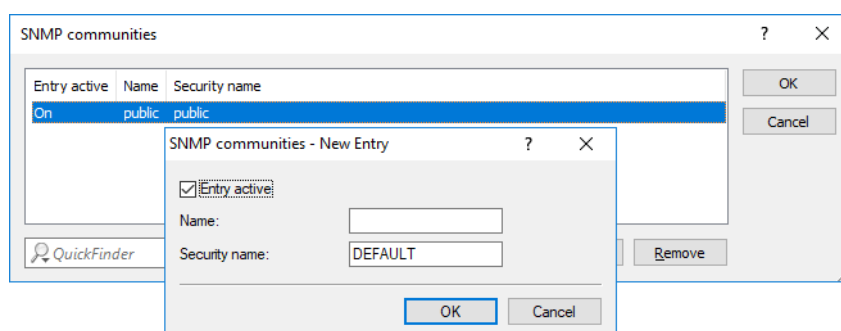 SNMP communities
Entry active Name Security name
OK
On public public
Cancel
SNMP communities - New Entry
Entry active
Name:
Security name: DEFAULT
QuickFinder
Remove
OK Cancel